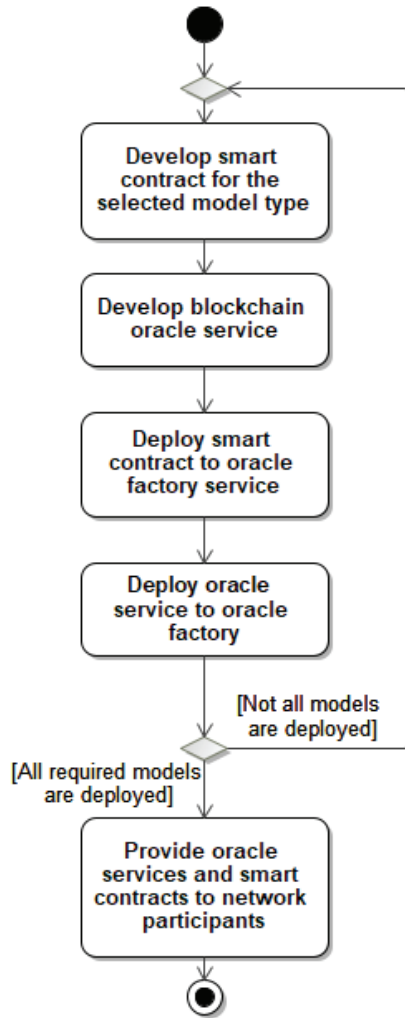 Develop smart
contract for the
selected model type
Develop blockchain
oracle service
Deploy smart
contract to oracle
factory service
Deploy oracle
service to oracle
factory
[Not all models
are deployed]
[All required models
are deployed]
Provide oracle
services and smart
contracts to network
participants